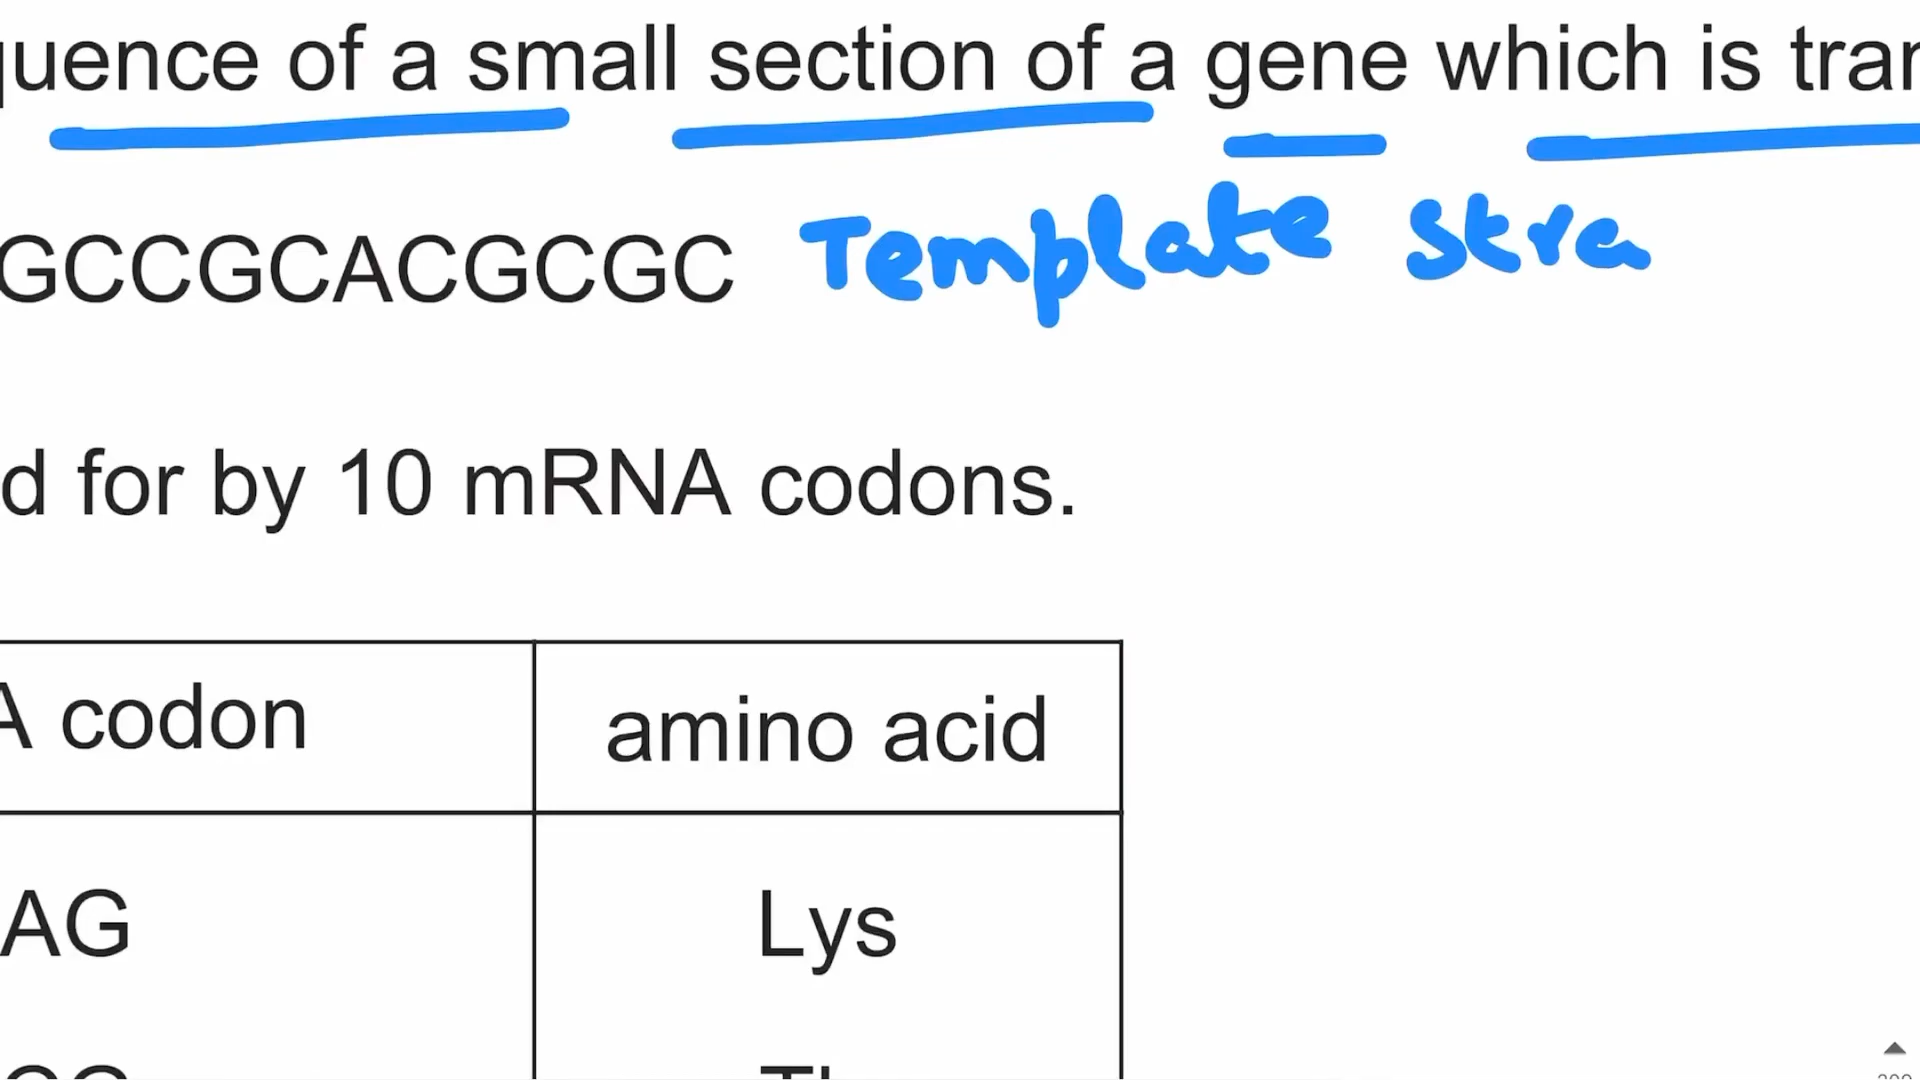 quence of a small section of a gene which is tran
GCCGCACGCGC Template stra
d for by 10 mRNA codons.
A codon amino acid
AG Lys